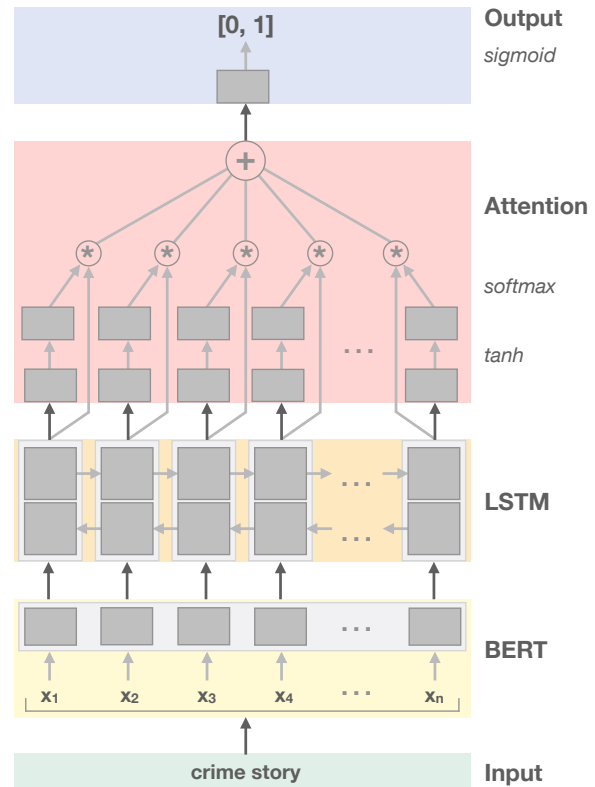 Output
[0, 1]
sigmoid
+
Attention
* * * * *
softmax
...
tanh
...
LSTM
...
...
BERT
x1 x2 x3 x4 ... xn
crime story
Input